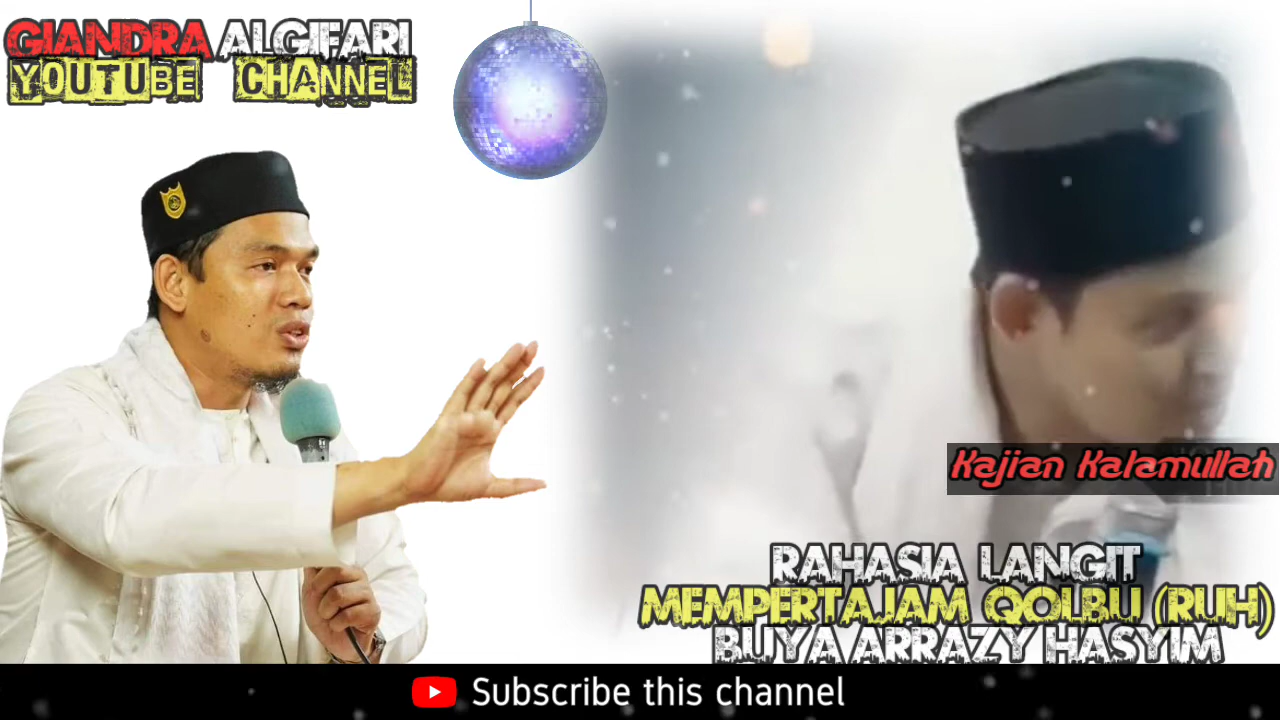 GIANDRA ALGIFARI
YOUTUBE CHANNEL
Kajian Kalamullah
RAHASIA LANGIT
MEMPERTAJAM QOLBU (RUH)
BUYA ARRAZY HASYIM
Subscribe this channel